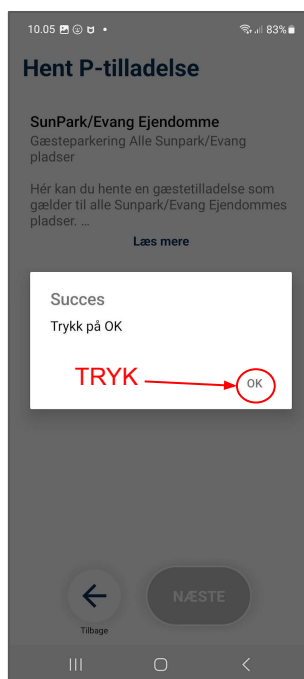 10.05 83%
Hent P-tilladelse
SunPark/Evang Ejendomme
Gæsteparkering Alle Sunpark/Evang
pladser
Hér kan du hente en gæstetilladelse som
gælder til alle Sunpark/Evang Ejendommes
pladser. ...
Læs mere
Succes
Trykk på OK
TRYK
OK
NÆSTE
Tilbage